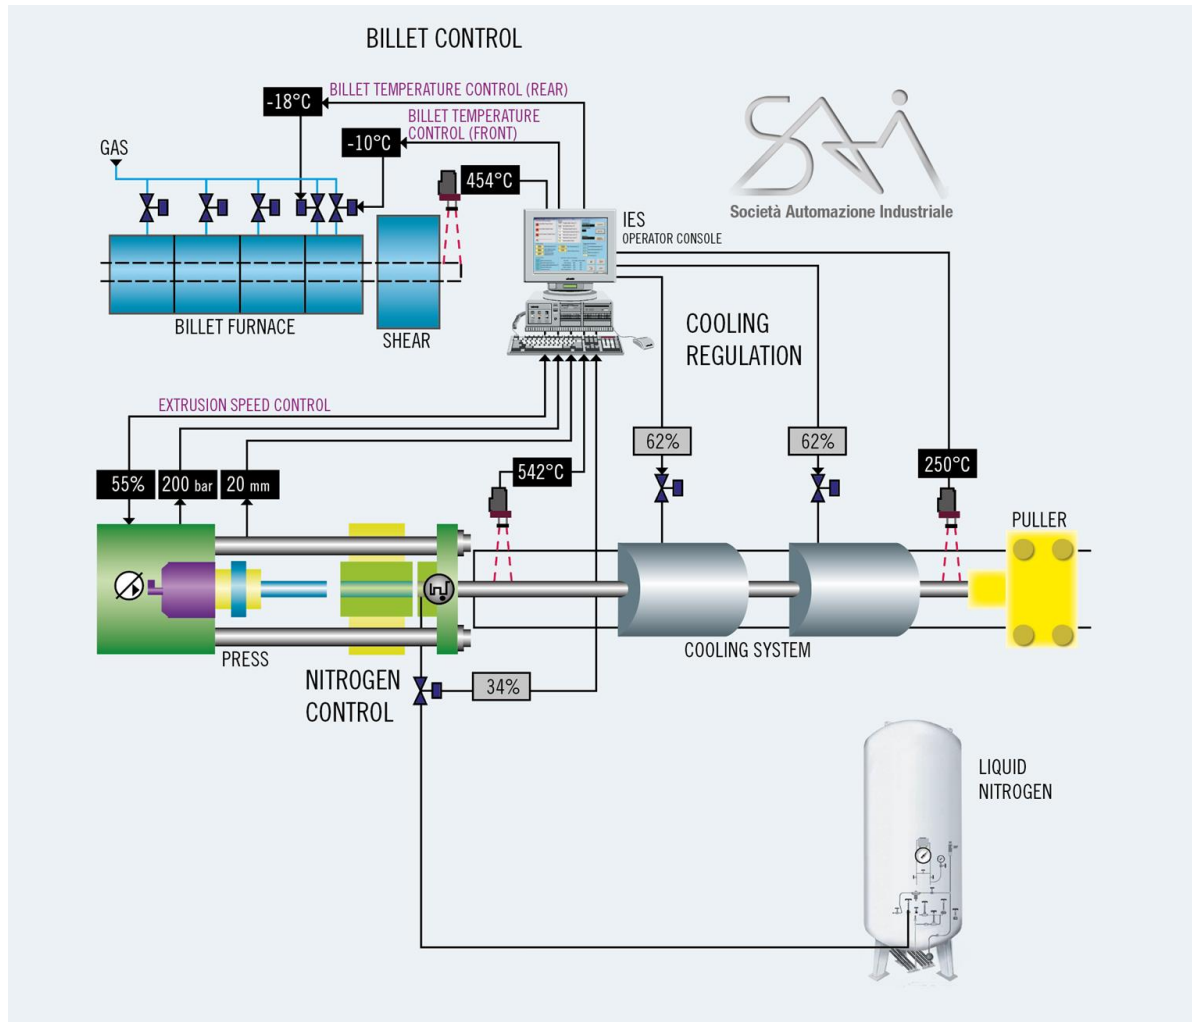 BILLET CONTROL
-18°C
BILLET TEMPERATURE CONTROL (REAR)
BILLET TEMPERATURE
CONTROL (FRONT)
-10°C
GAS
454°C
SAI
Società Automazione Industriale
IES
OPERATOR CONSOLE
BILLET FURNACE
SHEAR
COOLING
REGULATION
EXTRUSION SPEED CONTROL
62%
62%
55%
200 bar
20 mm
542°C
250°C
PULLER
PRESS
COOLING SYSTEM
NITROGEN
CONTROL
34%
LIQUID
NITROGEN